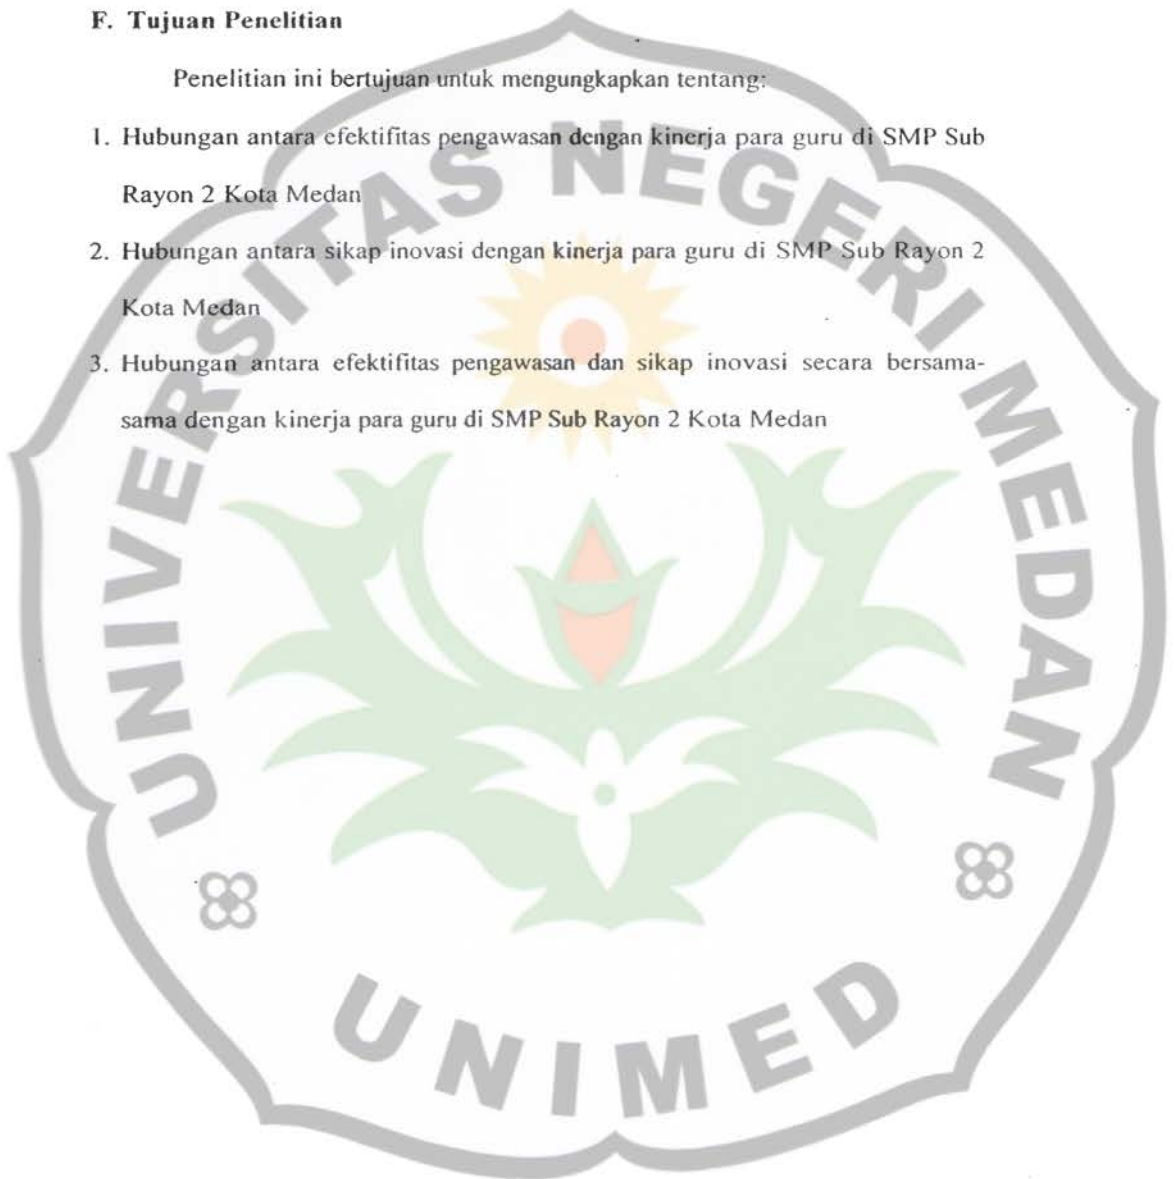 F. Tujuan Penelitian
Penelitian ini bertujuan untuk mengungkapkan tentang:
1. Hubungan antara efektifitas pengawasan dengan kinerja para guru di SMP Sub
Rayon 2 Kota Medan
2. Hubungan antara sikap inovasi dengan kinerja para guru di SMP Sub Rayon 2
Kota Medan
3. Hubungan antara efektifitas pengawasan dan sikap inovasi secara bersama-
sama dengan kinerja para guru di SMP Sub Rayon 2 Kota Medan
UNIVERSITAS NEGERI MEDAN
UNIMED